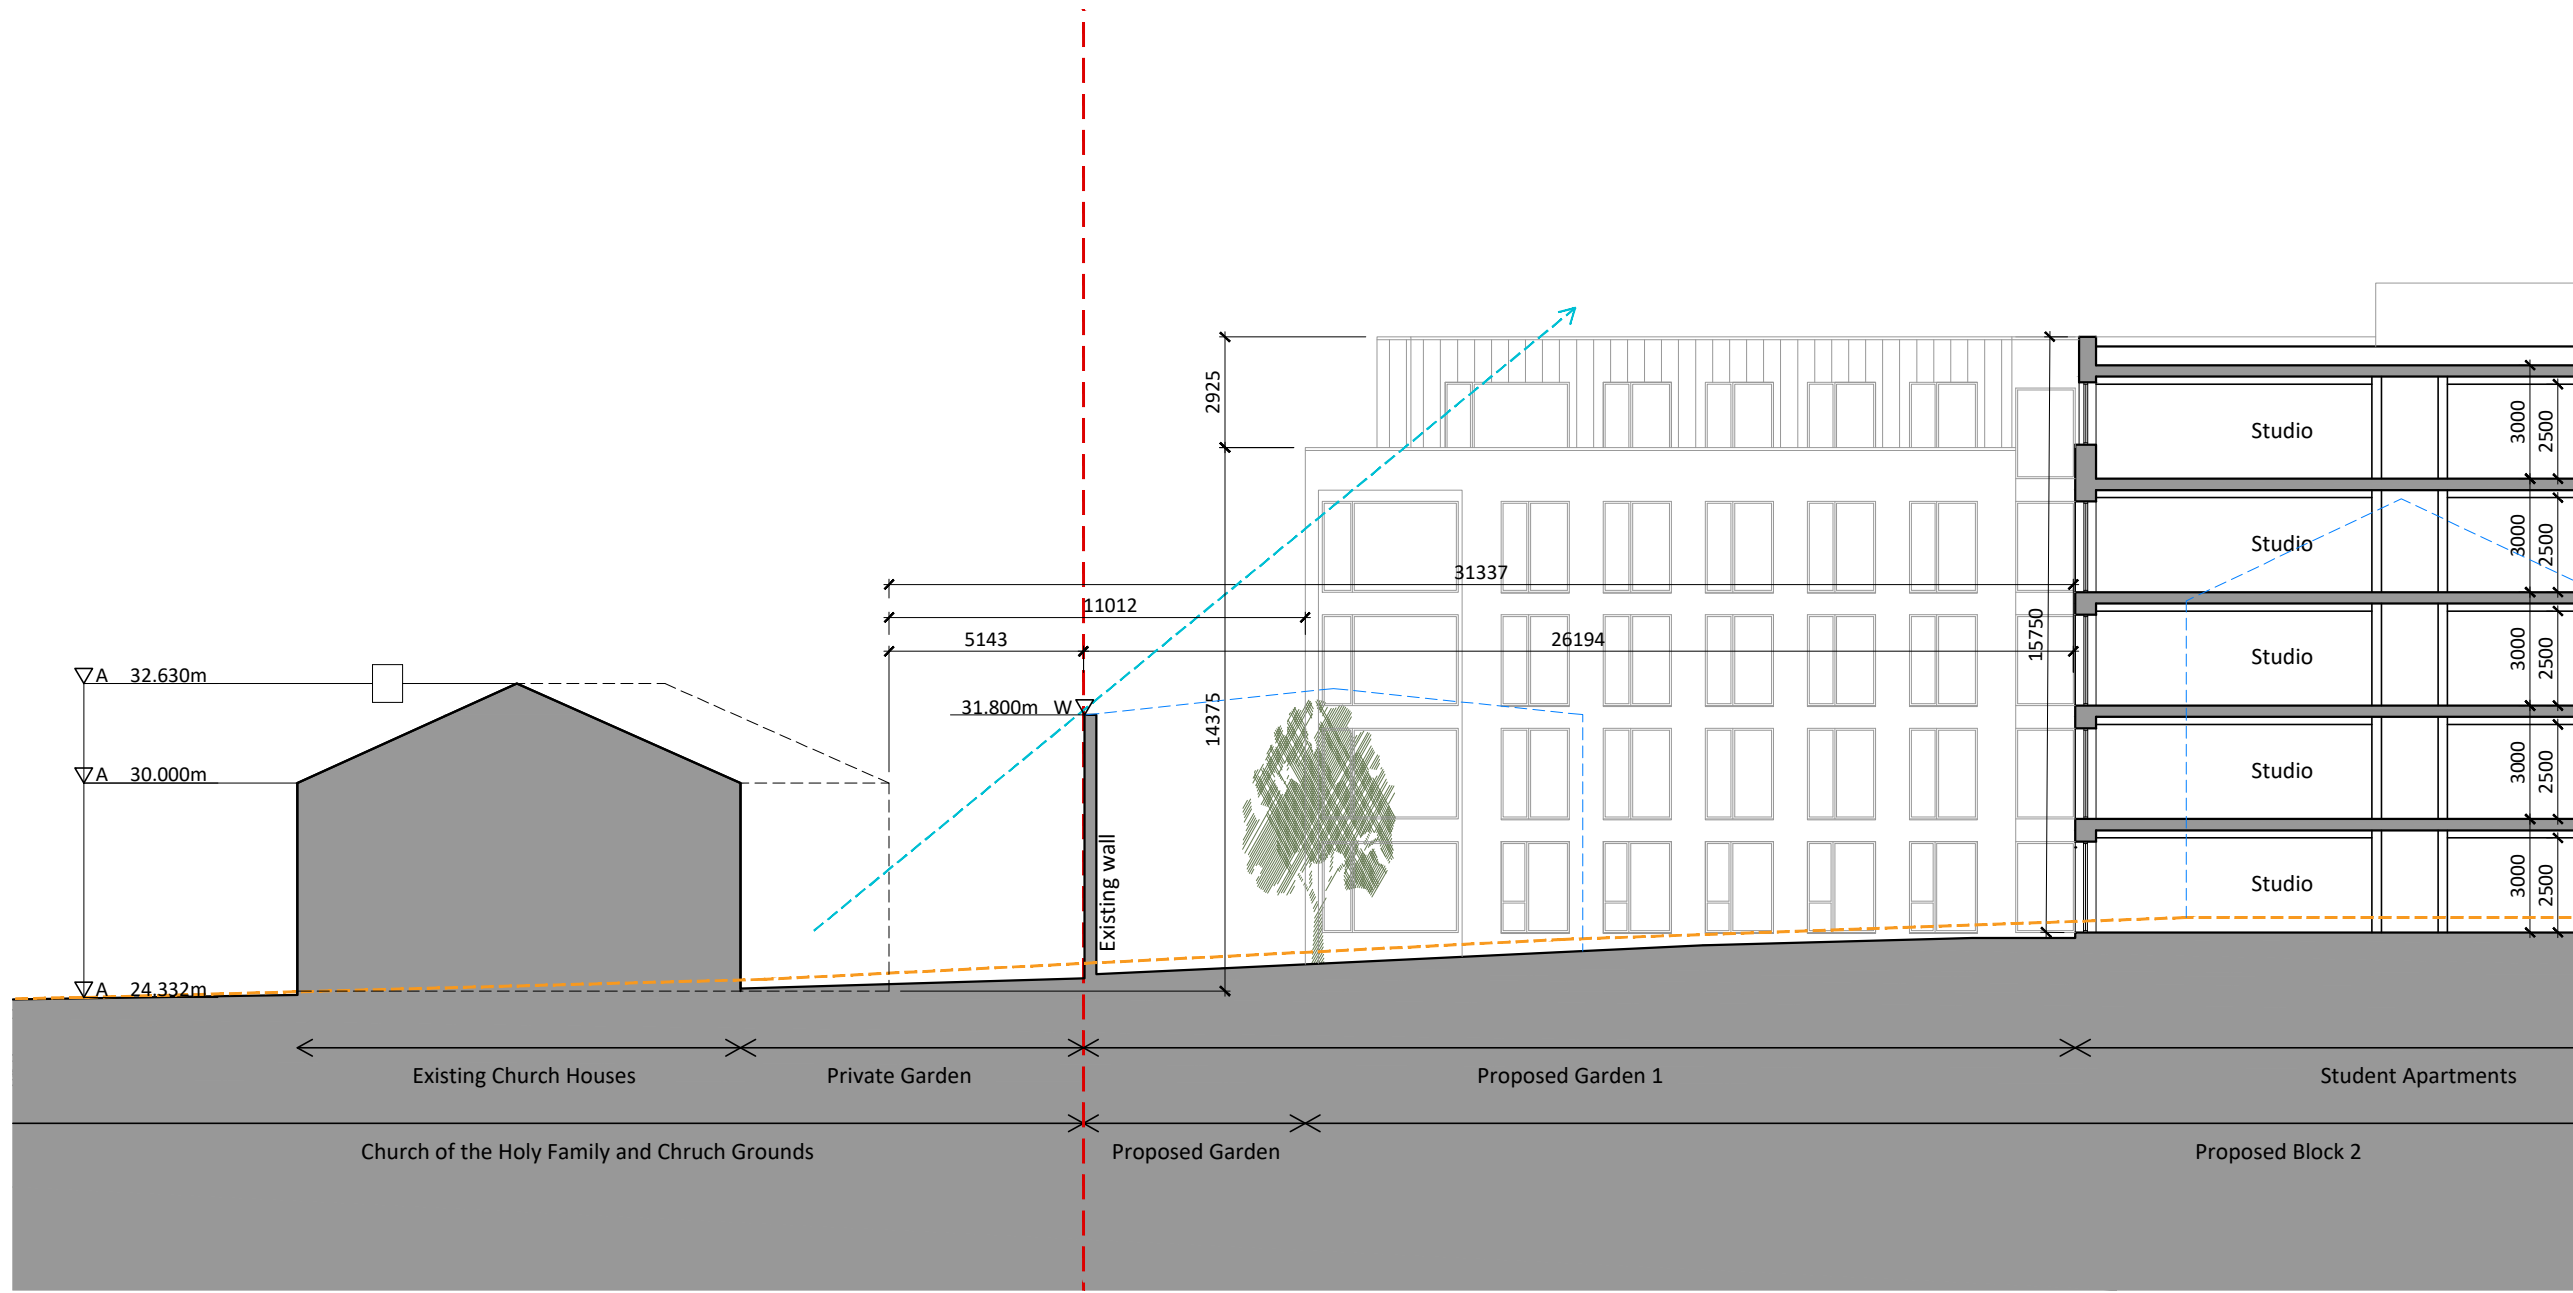 2925
Studio
3000
2500
Studio
3000
2500
31337
11012
5143
26194
15750
Studio
3000
2500
A 32.630m
31.800m W
14375
A 30.000m
Studio
3000
2500
Existing wall
Studio
3000
2500
A 24.332m
Existing Church Houses
Private Garden
Proposed Garden 1
Student Apartments
Church of the Holy Family and Chruch Grounds
Proposed Garden
Proposed Block 2